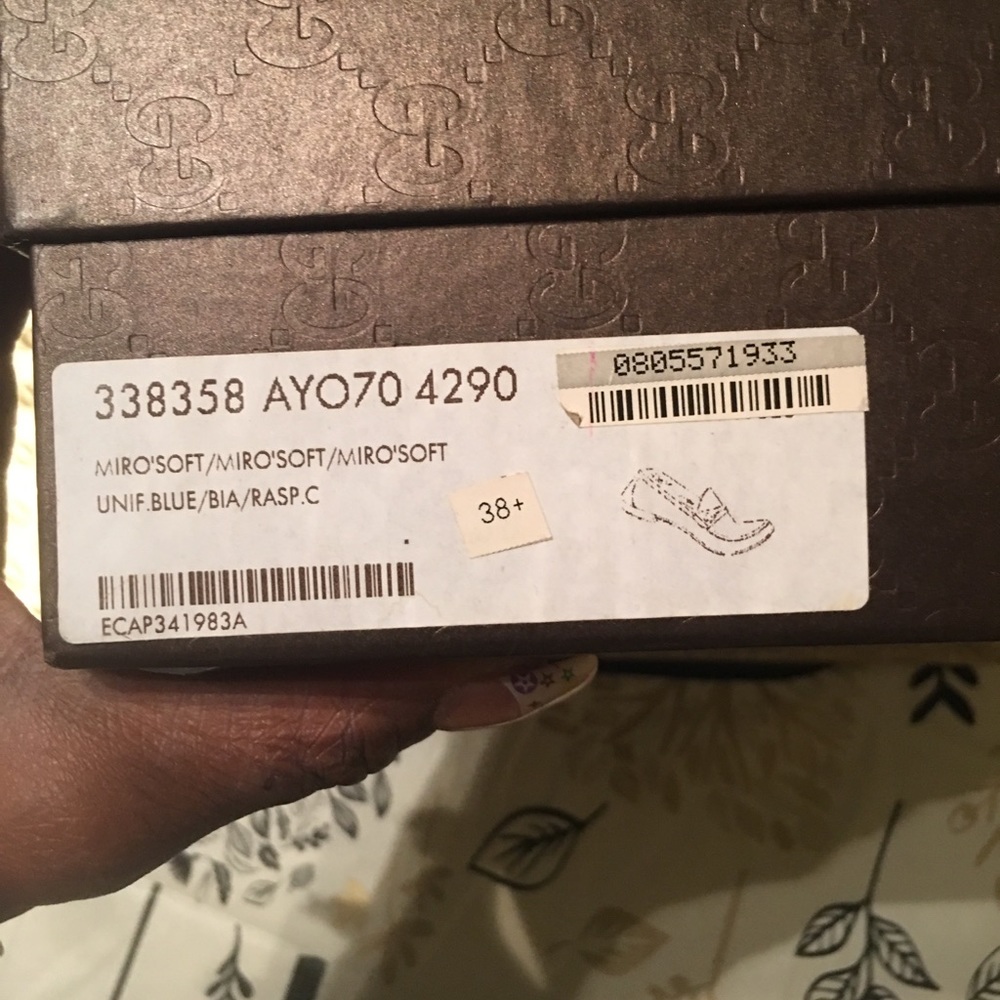 338358 AYO70 4290
0805571933
MIRO'SOFT/MIRO'SOFT/MIRO'SOFT
UNIF.BLUE/BIA/RASP.C
38+
ECAP341983A